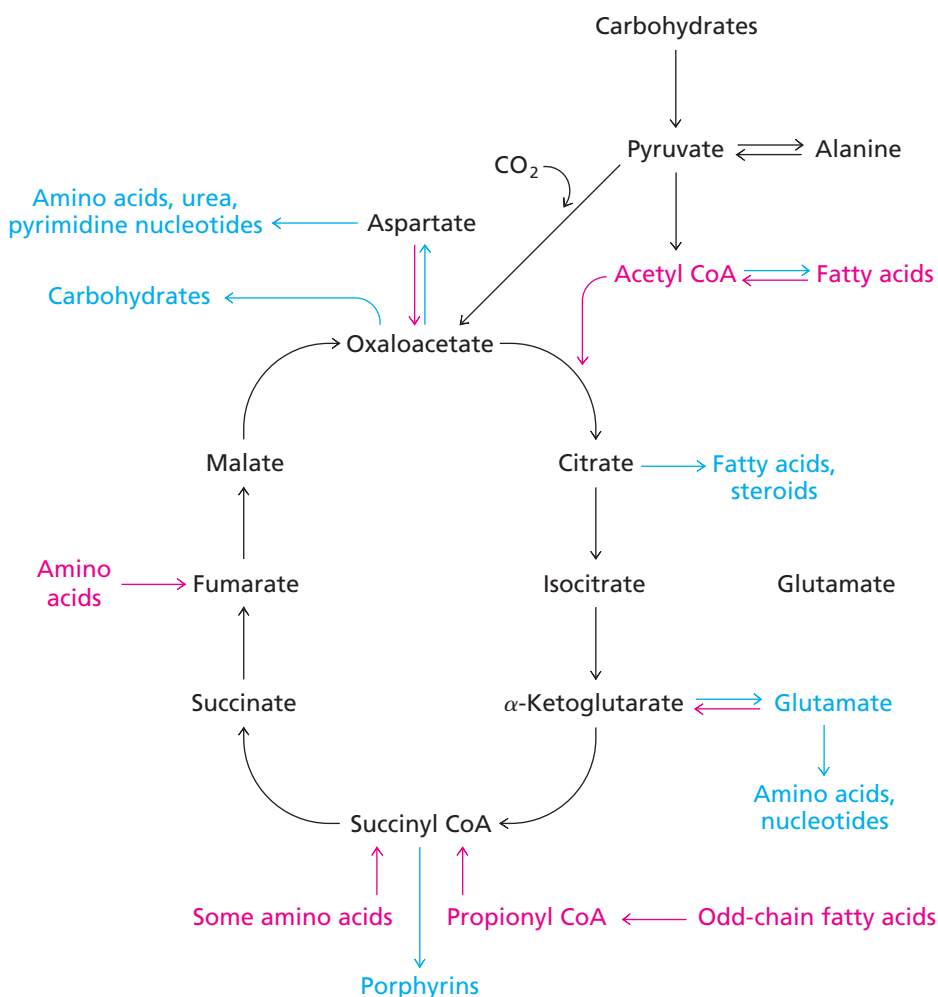 Carbohydrates
Pyruvate
Alanine
CO2
Amino acids, urea,
pyrimidine nucleotides
Aspartate
Acetyl CoA
Fatty acids
Carbohydrates
Oxaloacetate
Malate
Citrate
Fatty acids,
steroids
Amino
acids
Fumarate
Isocitrate
Glutamate
Succinate
α-Ketoglutarate
Glutamate
Amino acids,
nucleotides
Succinyl CoA
Some amino acids
Propionyl CoA
Odd-chain fatty acids
Porphyrins